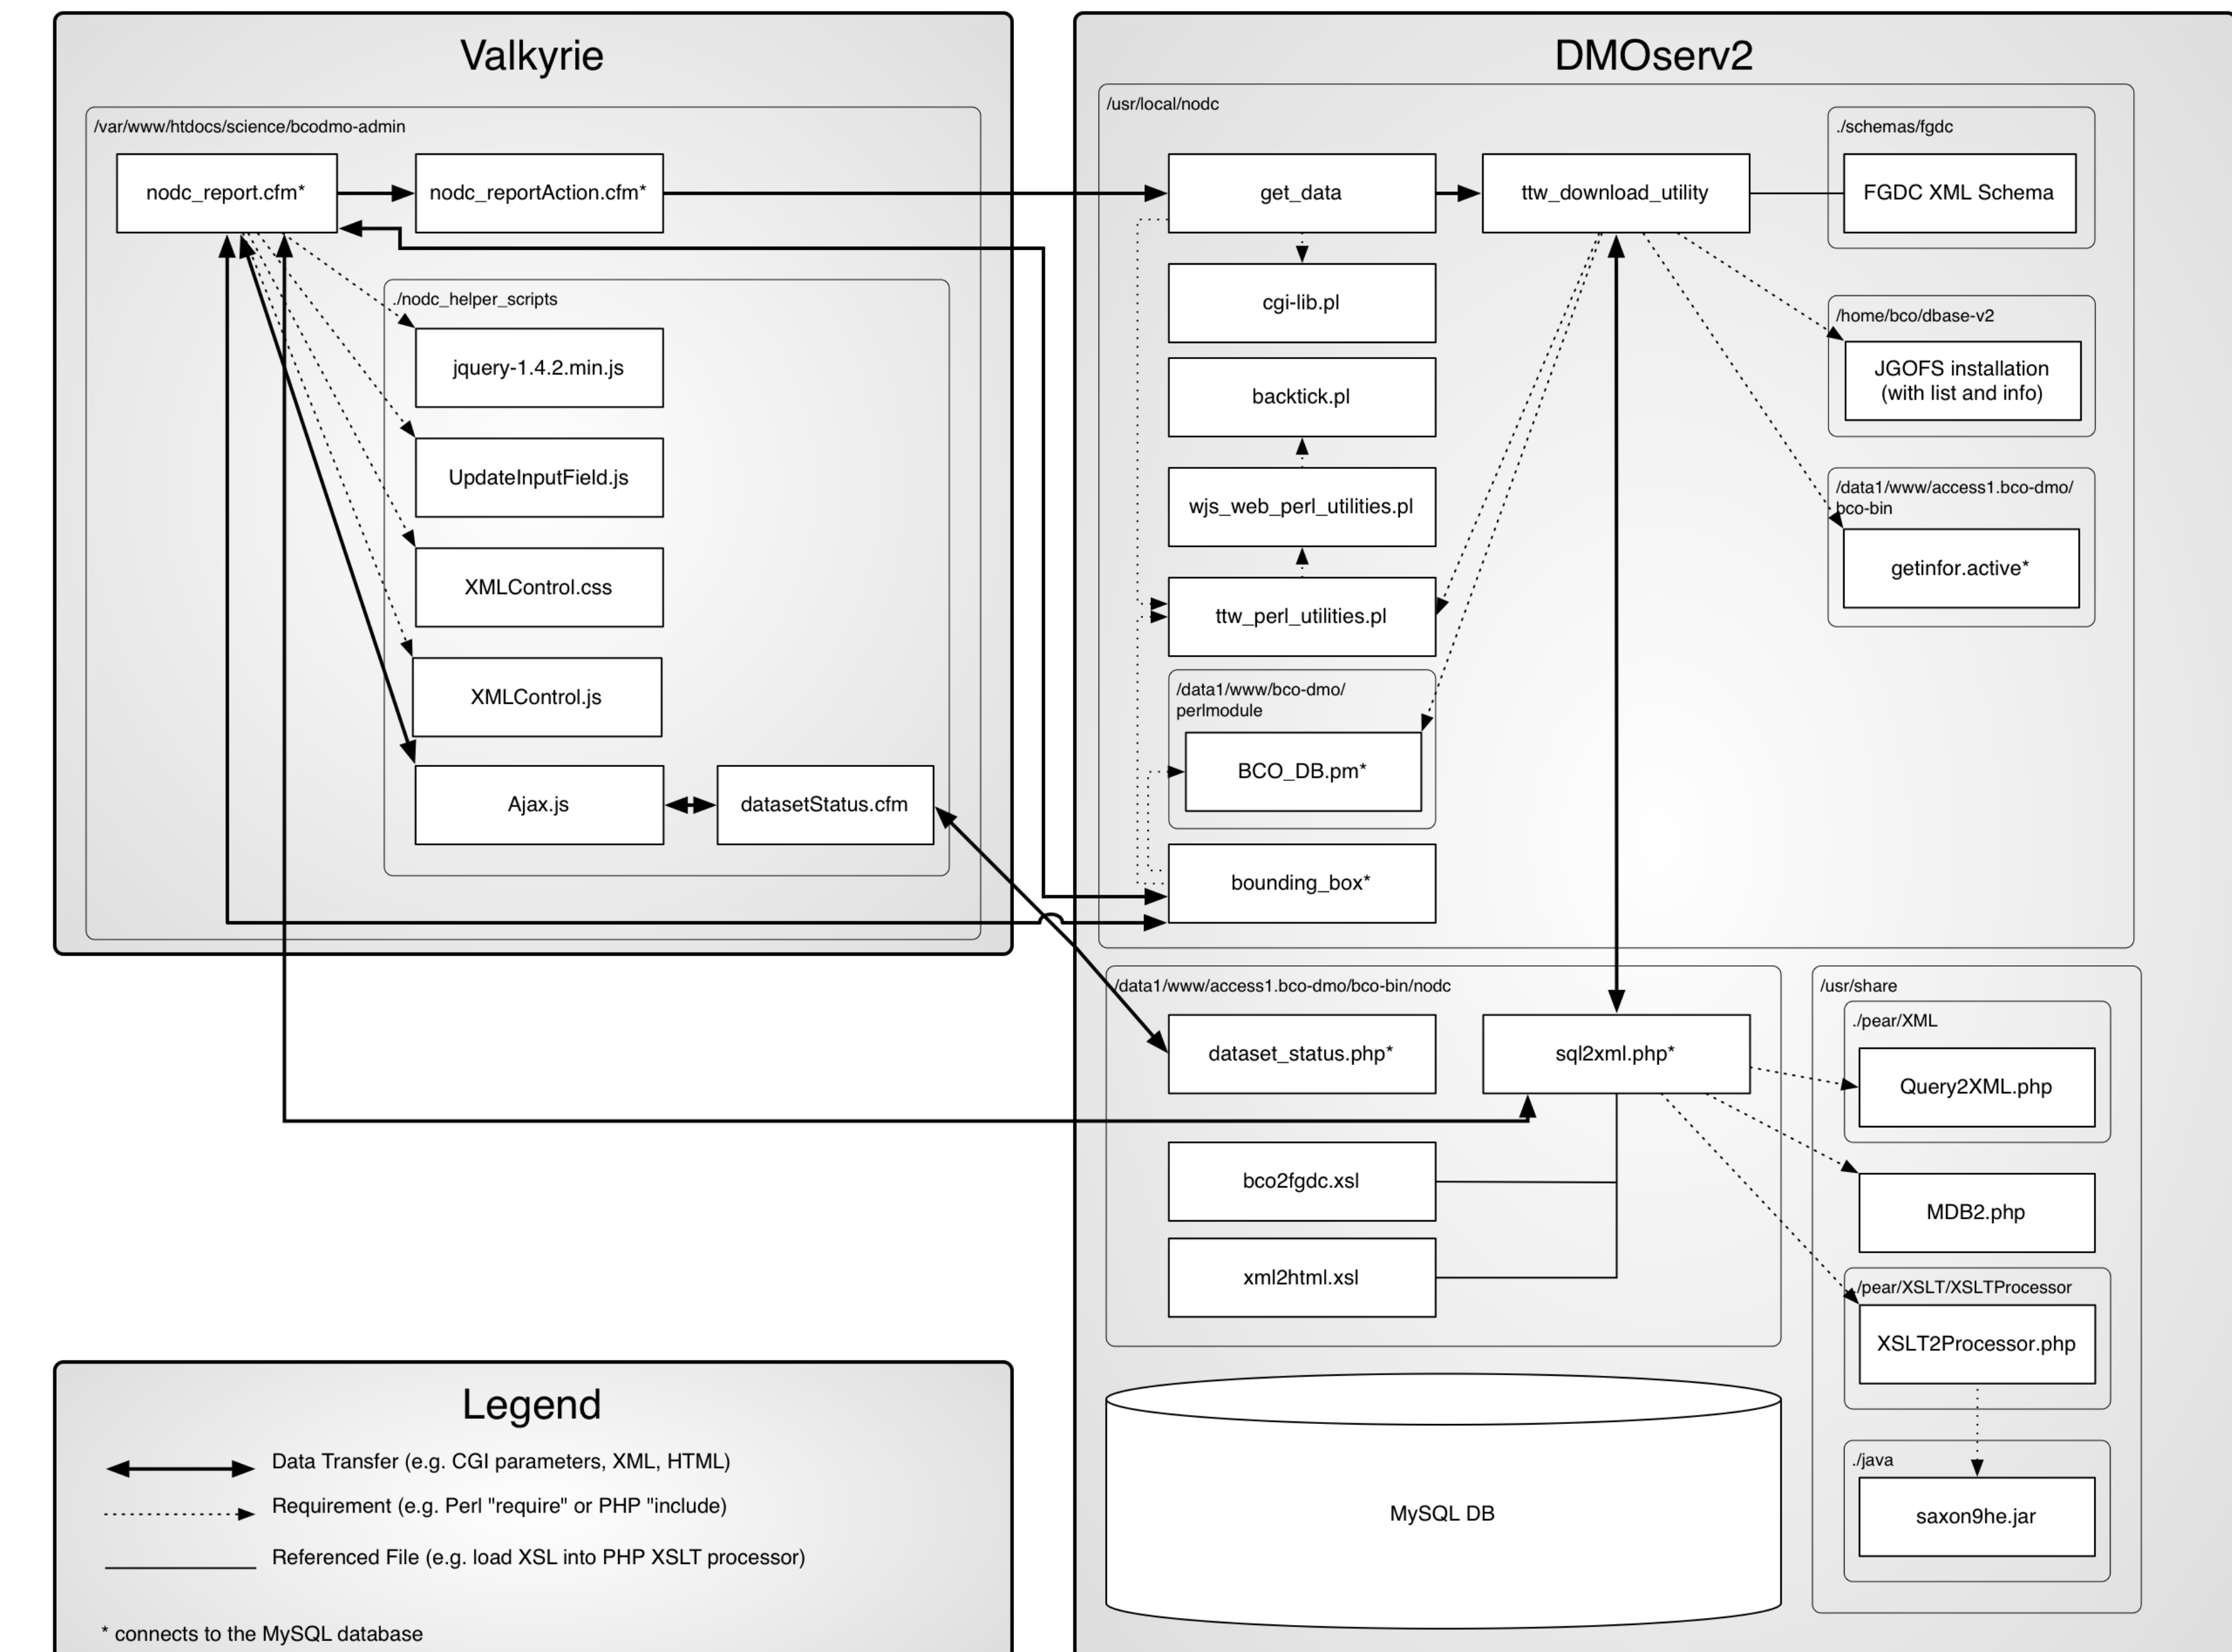 Valkyrie
/var/www/htdocs/science/bcodmo-admin
nodc_report.cfm*
nodc_reportAction.cfm*
./nodc_helper_scripts
jquery-1.4.2.min.js
UpdateInputField.js
XMLControl.css
XMLControl.js
Ajax.js
datasetStatus.cfm
DMOserv2
/usr/local/nodc
get_data
ttw_download_utility
./schemas/fgdc
FGDC XML Schema
cgi-lib.pl
backtick.pl
wjs_web_perl_utilities.pl
ttw_perl_utilities.pl
/home/bco/dbase-v2
JGOFS installation
(with list and info)
/data1/www/access1.bco-dmo/
bco-bin
getinfor.active*
/data1/www/bco-dmo/
perlmodule
BCO_DB.pm*
bounding_box*
/data1/www/access1.bco-dmo/bco-bin/nodc
dataset_status.php*
sql2xml.php*
bco2fgdc.xsl
xml2html.xsl
/usr/share
./pear/XML
Query2XML.php
MDB2.php
./pear/XSLT/XSLTProcessor
XSLT2Processor.php
./java
saxon9he.jar
MySQL DB
Legend
Data Transfer (e.g. CGI parameters, XML, HTML)
Requirement (e.g. Perl "require" or PHP "include)
Referenced File (e.g. load XSL into PHP XSLT processor)
* connects to the MySQL database